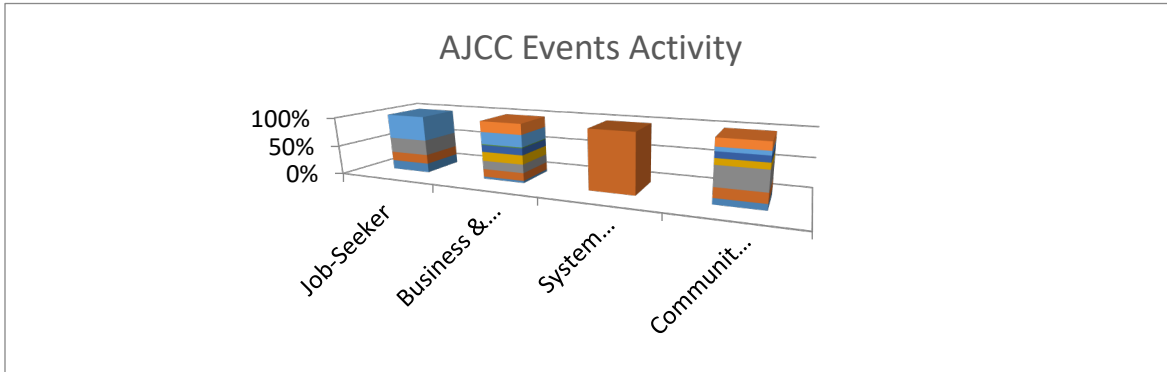 AJCC Events Activity
100%
50%
0%
Job-Seeker
Business &...
System...
Communit...